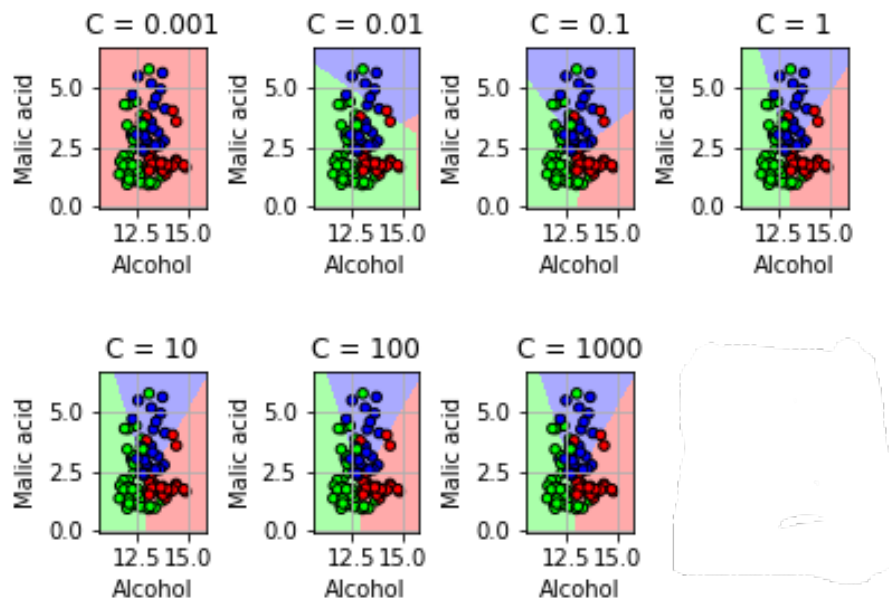 C = 0.001
C = 0.01
C = 0.1
C = 1
Malic acid
5.0
2.5
0.0
12.5 15.0
Alcohol
Malic acid
5.0
2.5
0.0
12.5 15.0
Alcohol
Malic acid
5.0
2.5
0.0
12.5 15.0
Alcohol
Malic acid
5.0
2.5
0.0
12.5 15.0
Alcohol
C = 10
C = 100
C = 1000
Malic acid
5.0
2.5
0.0
12.5 15.0
Alcohol
Malic acid
5.0
2.5
0.0
12.5 15.0
Alcohol
Malic acid
5.0
2.5
0.0
12.5 15.0
Alcohol